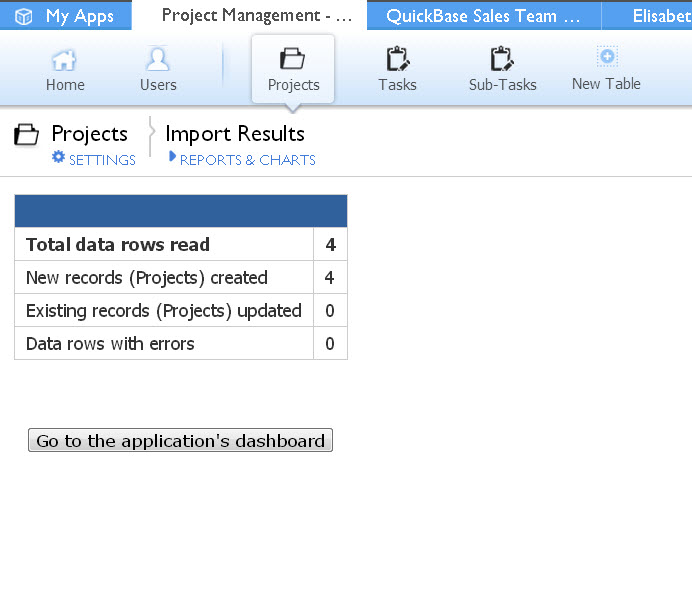 My Apps Project Management - ... QuickBase Sales Team ... Elisabet
Home Users Projects Tasks Sub-Tasks New Table
Projects Import Results
SETTINGS REPORTS & CHARTS
Total data rows read 4
New records (Projects) created 4
Existing records (Projects) updated 0
Data rows with errors 0
Go to the application's dashboard